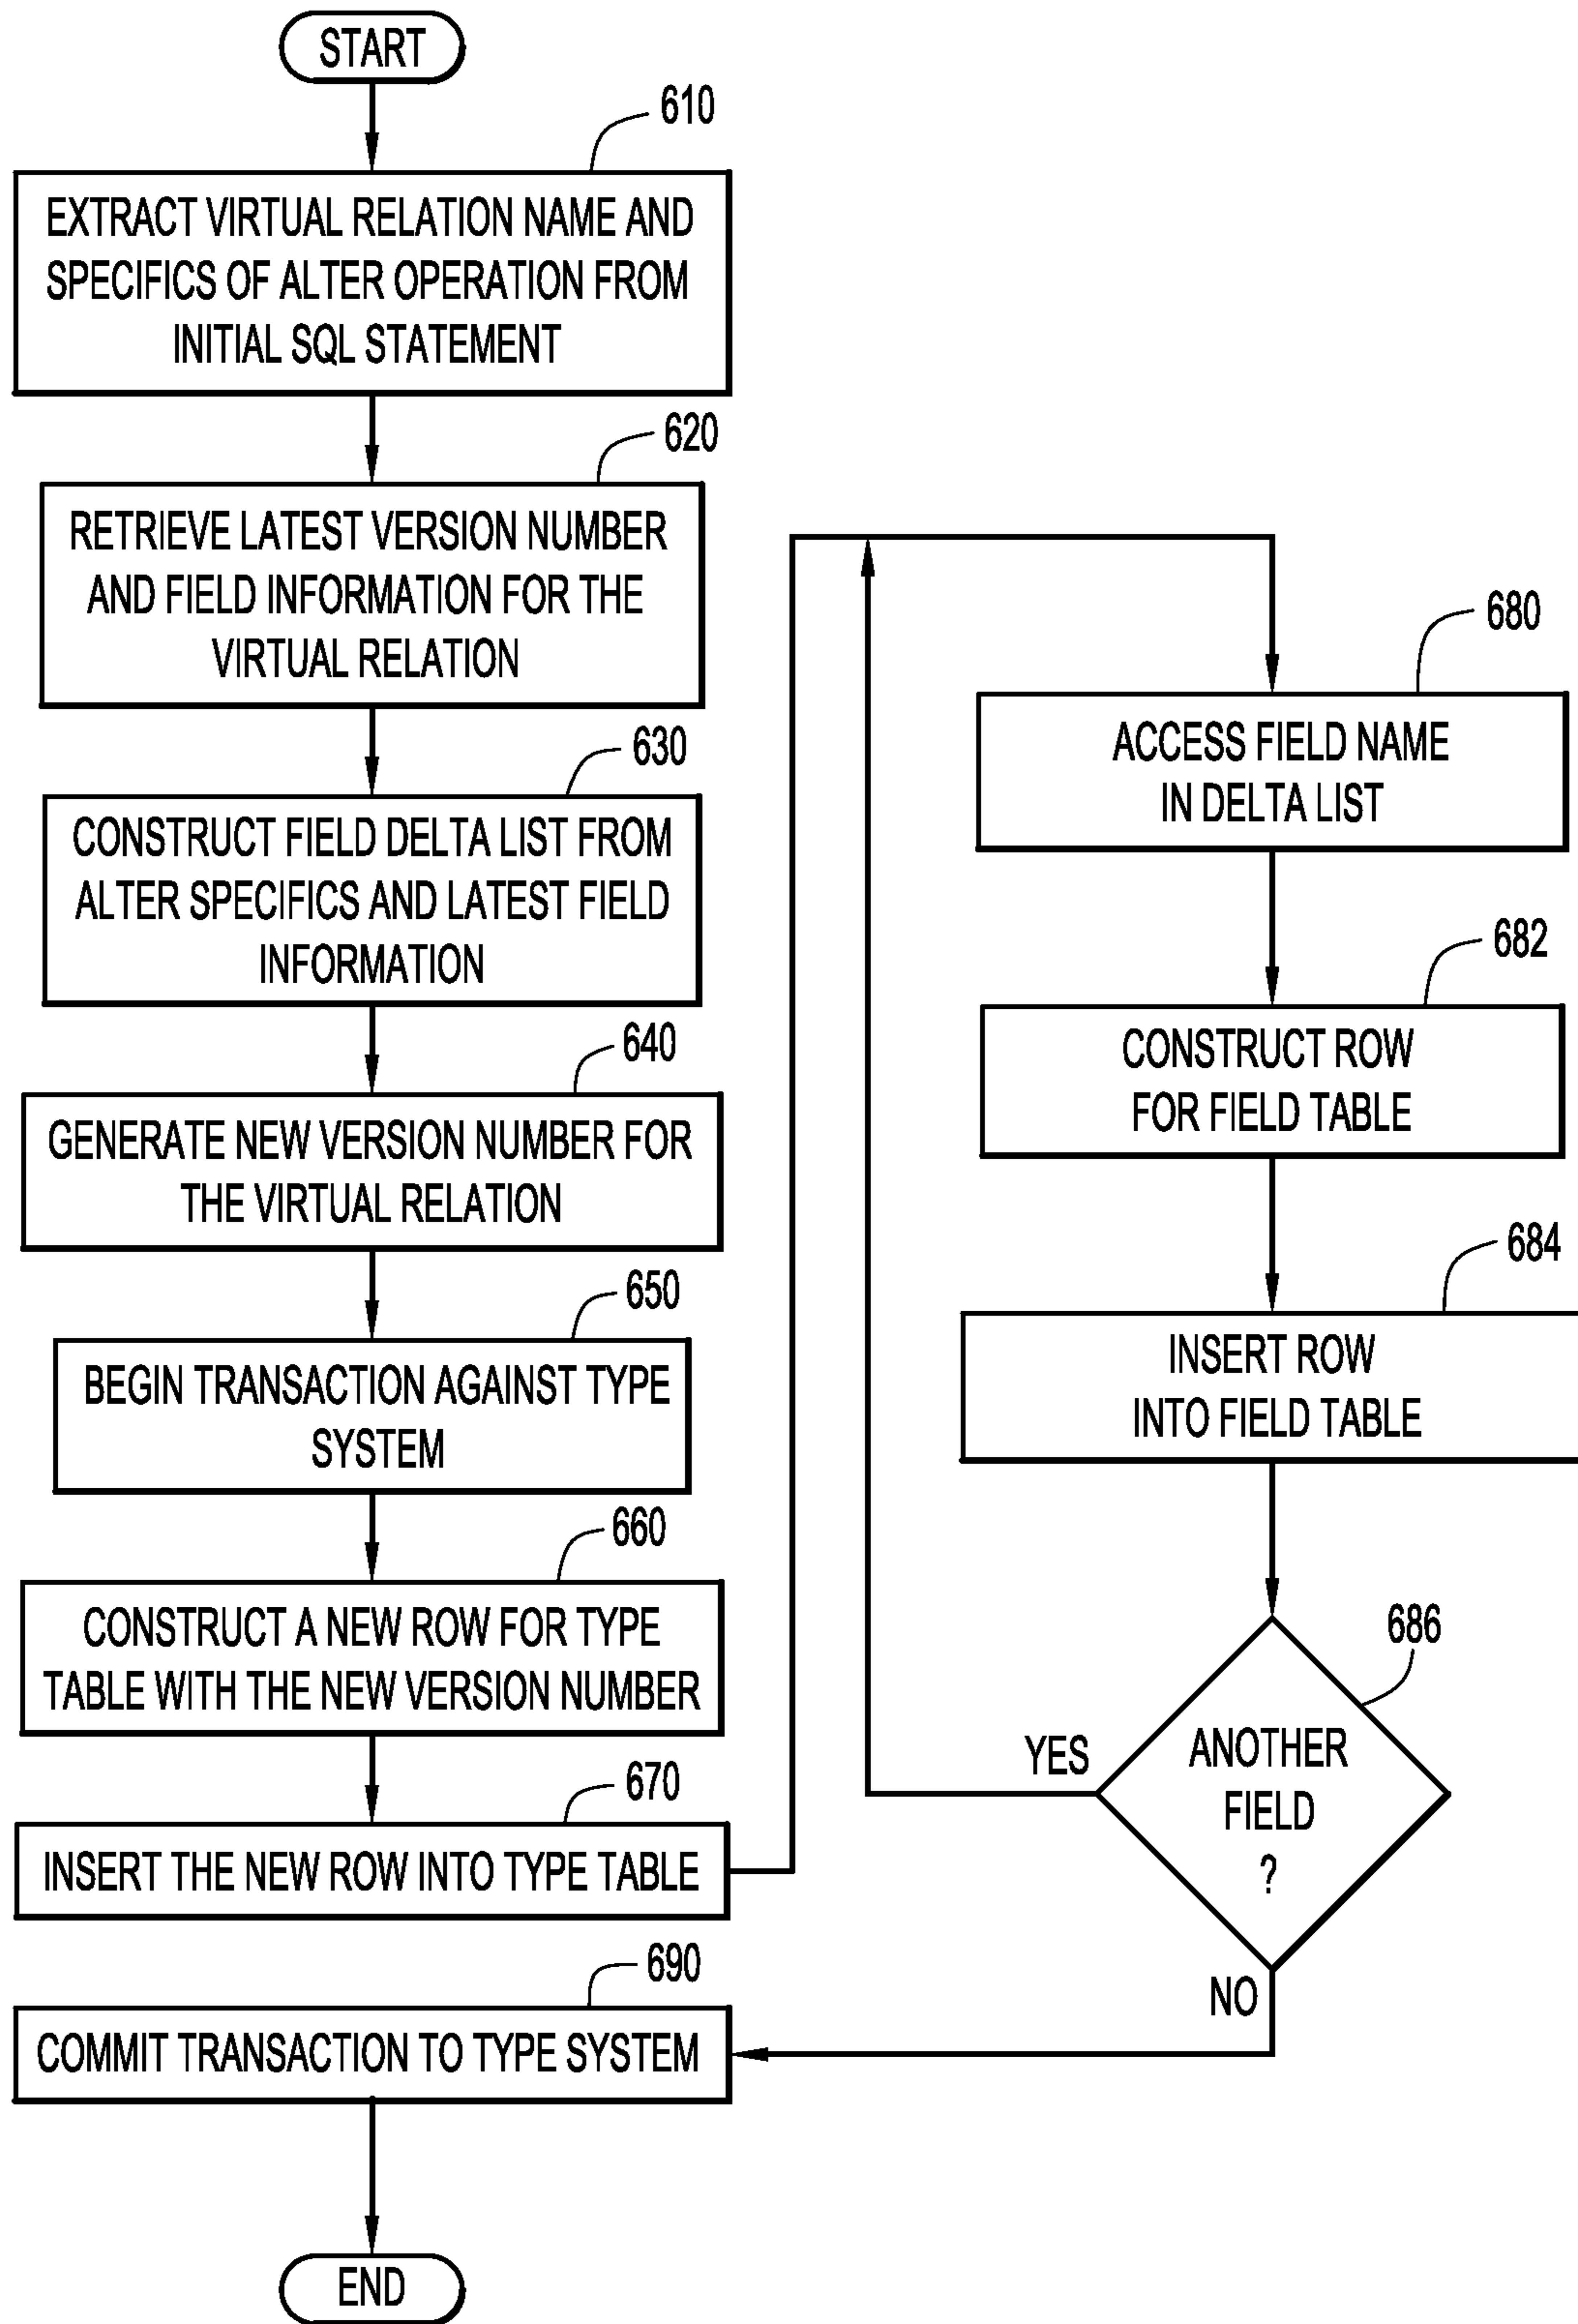 START
610
EXTRACT VIRTUAL RELATION NAME AND
SPECIFICS OF ALTER OPERATION FROM
INITIAL SQL STATEMENT
620
RETRIEVE LATEST VERSION NUMBER
AND FIELD INFORMATION FOR THE
VIRTUAL RELATION
630
CONSTRUCT FIELD DELTA LIST FROM
ALTER SPECIFICS AND LATEST FIELD
INFORMATION
640
GENERATE NEW VERSION NUMBER FOR
THE VIRTUAL RELATION
650
BEGIN TRANSACTION AGAINST TYPE
SYSTEM
660
CONSTRUCT A NEW ROW FOR TYPE
TABLE WITH THE NEW VERSION NUMBER
670
INSERT THE NEW ROW INTO TYPE TABLE
680
ACCESS FIELD NAME
IN DELTA LIST
682
CONSTRUCT ROW
FOR FIELD TABLE
684
INSERT ROW
INTO FIELD TABLE
686
ANOTHER
FIELD
?
YES
NO
690
COMMIT TRANSACTION TO TYPE SYSTEM
END